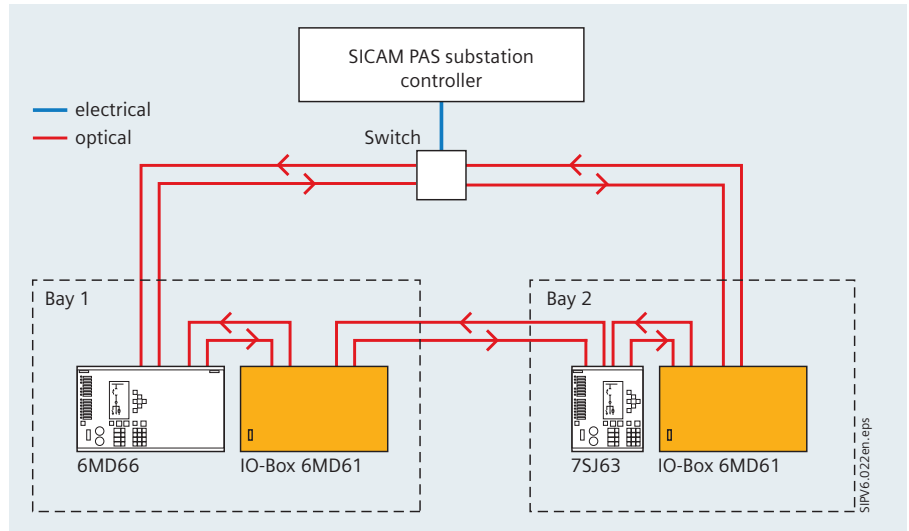 SICAM PAS substation
controller
electrical
optical
Switch
Bay 1
Bay 2
6MD66
IO-Box 6MD61
7SJ63
IO-Box 6MD61
SIPV6.022en.eps